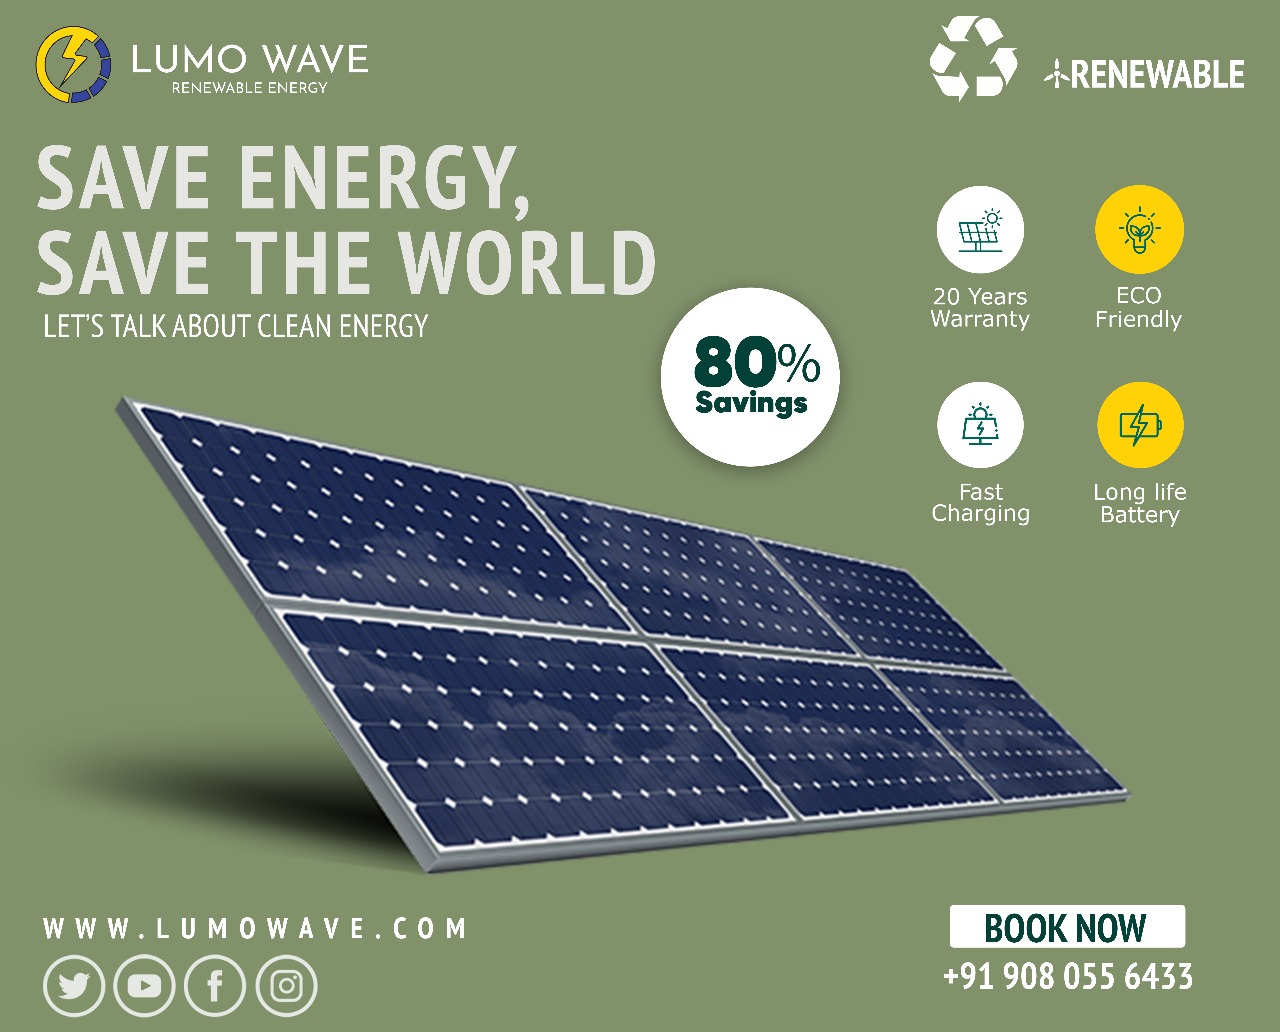 LUMO WAVE
RENEWABLE ENERGY
RENEWABLE
SAVE ENERGY,
SAVE THE WORLD
LET'S TALK ABOUT CLEAN ENERGY
80%
Savings
20 Years
Warranty
ECO
Friendly
Fast
Charging
Long life
Battery
WWW.LUMOWAVE.COM
BOOK NOW
+91 908 055 6433